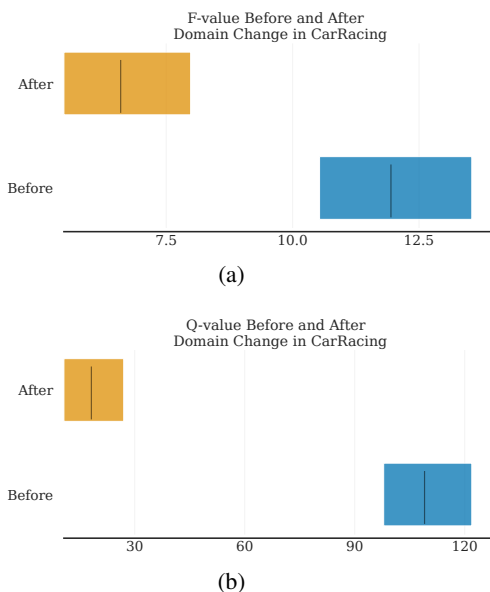 F-value Before and After
Domain Change in CarRacing
After
Before
7.5 10.0 12.5
(a)
Q-value Before and After
Domain Change in CarRacing
After
Before
30 60 90 120
(b)